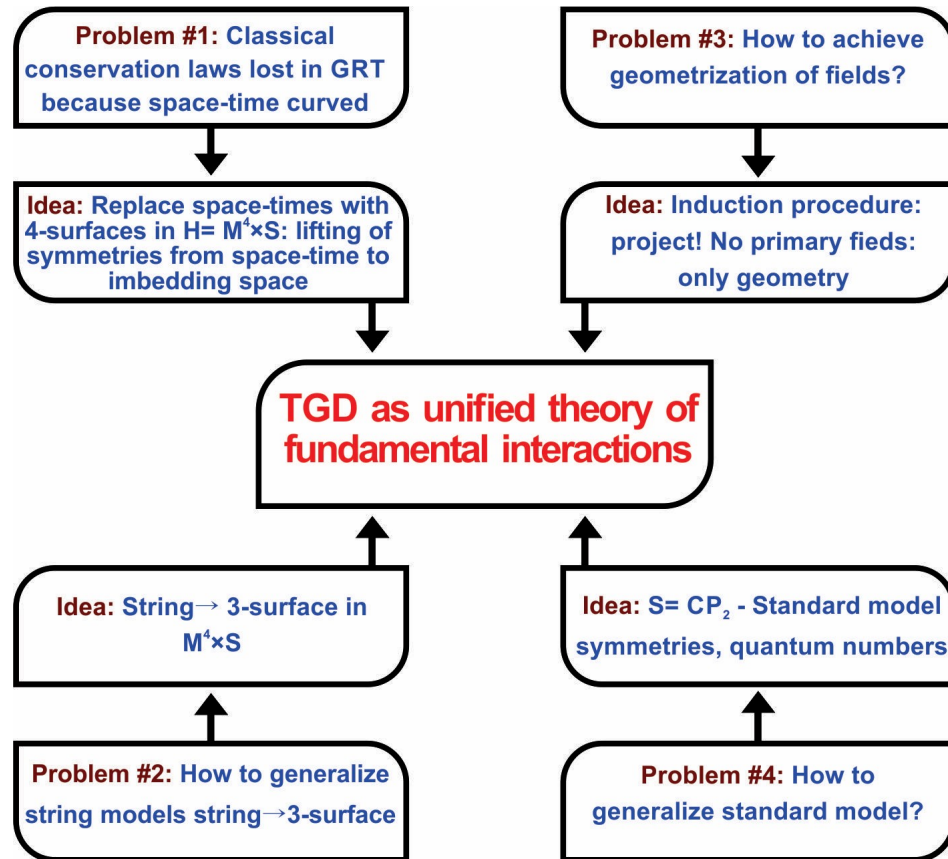 Problem #1: Classical
conservation laws lost in GRT
because space-time curved
Problem #3: How to achieve
geometrization of fields?
Idea: Replace space-times with
4-surfaces in H= M⁴×S: lifting of
symmetries from space-time to
imbedding space
Idea: Induction procedure:
project! No primary fieds:
only geometry
TGD as unified theory of
fundamental interactions
Idea: String→ 3-surface in
M⁴×S
Idea: S= CP₂ - Standard model
symmetries, quantum numbers
Problem #2: How to generalize
string models string→3-surface
Problem #4: How to
generalize standard model?